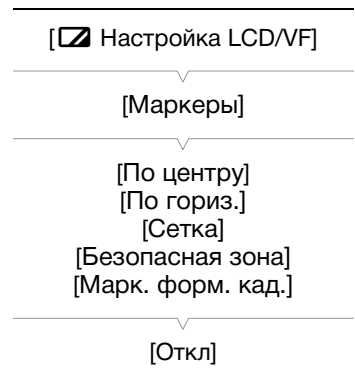 [Настройка LCD/VF]
[Маркеры]
[По центру]
[По гориз.]
[Сетка]
[Безопасная зона]
[Марк. форм. кад.]
[Откл]